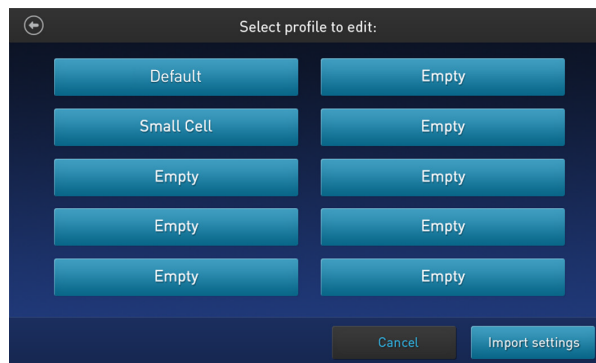 Select profile to edit:
Default
Empty
Small Cell
Empty
Empty
Empty
Empty
Empty
Empty
Empty
Cancel
Import settings